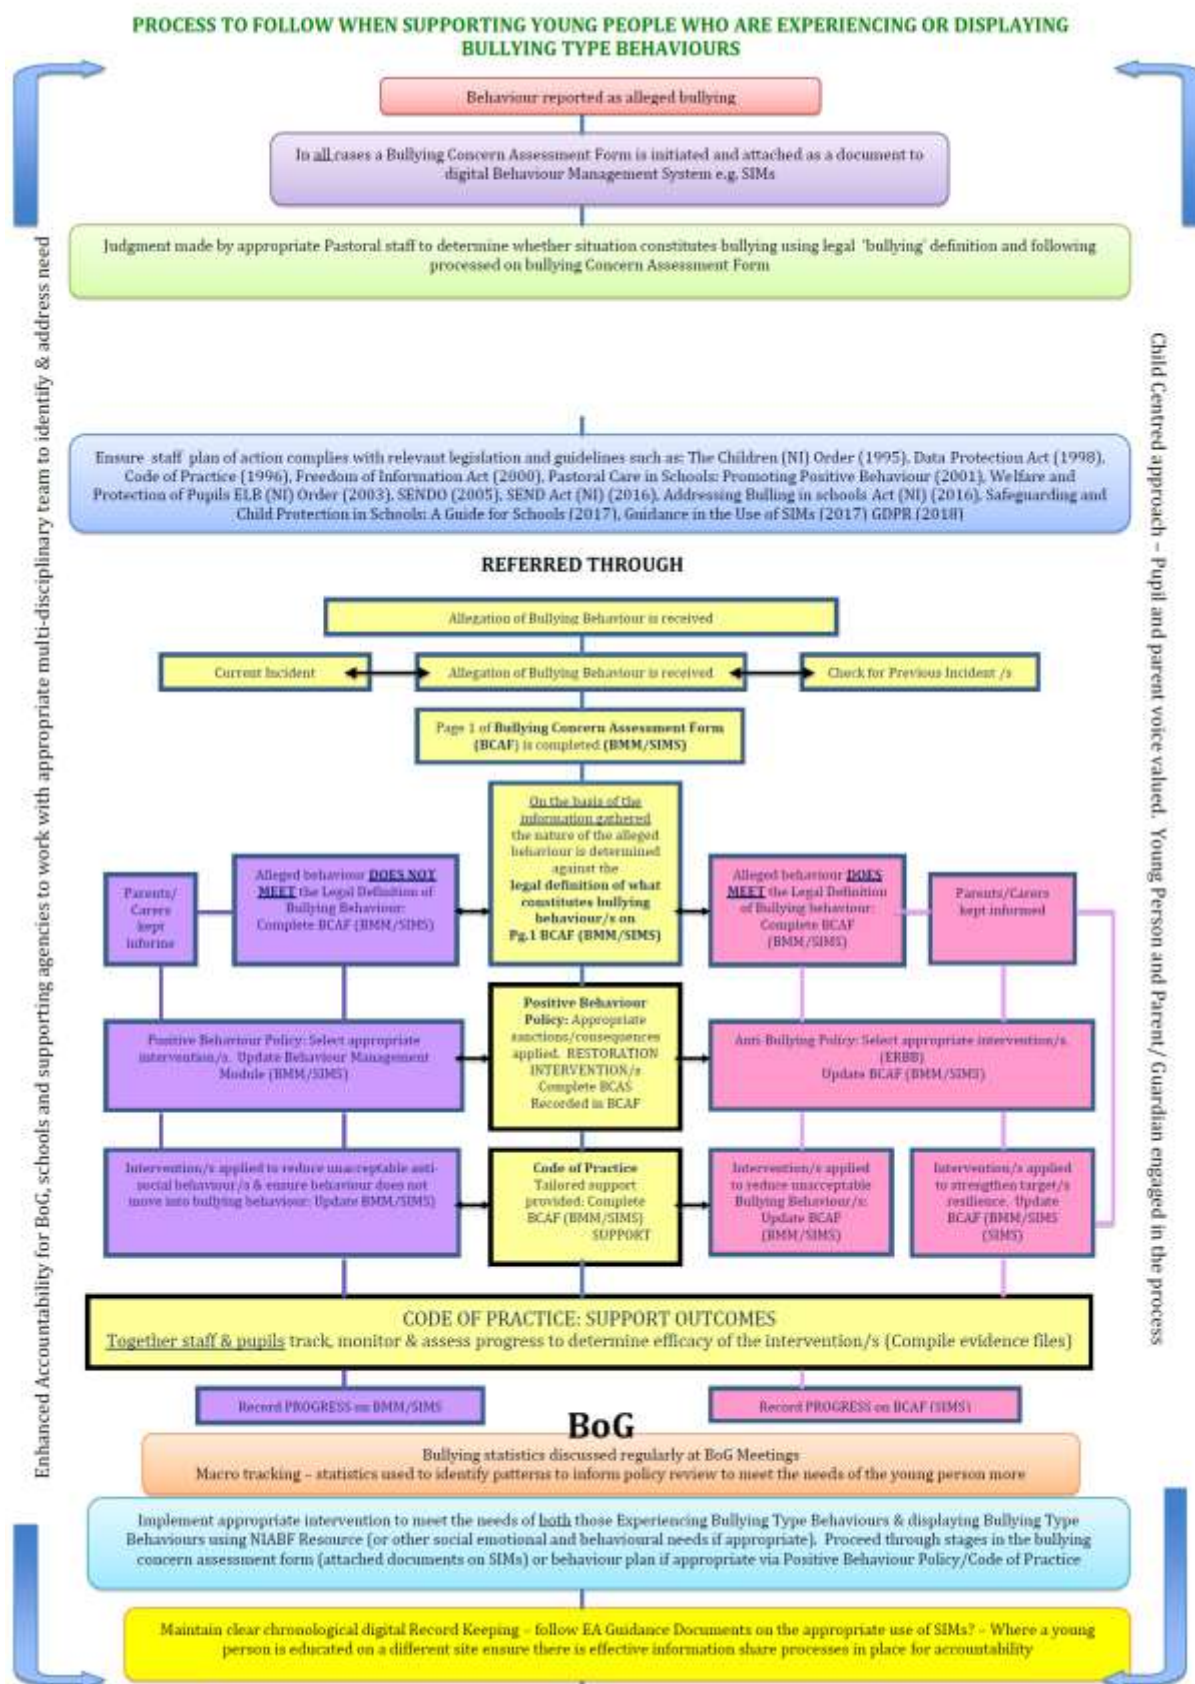 PROCESS TO FOLLOW WHEN SUPPORTING YOUNG PEOPLE WHO ARE EXPERIENCING OR DISPLAYING
BULLYING TYPE BEHAVIOURS
Behaviour reported as alleged bullying
In all cases a Bullying Concern Assessment Form is initiated and attached as a document to
digital Behaviour Management System e.g. SIMs
Judgment made by appropriate Pastoral staff to determine whether situation constitutes bullying using legal 'bullying' definition and following
processed on bullying Concern Assessment Form
Enhanced Accountability for BoG, schools and supporting agencies to work with appropriate multi-disciplinary team to identify & address need
Child Centred approach – Pupil and parent voice valued. Young Person and Parent/ Guardian engaged in the process
Ensure staff plan of action complies with relevant legislation and guidelines such as: The Children (NI) Order (1995), Data Protection Act (1998),
Code of Practice (1996), Freedom of Information Act (2000), Pastoral Care in Schools: Promoting Positive Behaviour (2001), Welfare and
Protection of Pupils ELB (NI) Order (2003), SENDO (2005), SEND Act (NI) (2016), Addressing Bulling in schools Act (NI) (2016), Safeguarding and
Child Protection in Schools: A Guide for Schools (2017), Guidance in the Use of SIMs (2017) GDPR (2018)
REFERRED THROUGH
Allegation of Bullying Behaviour is received
Current Incident
Allegation of Bullying Behaviour is received
Check for Previous Incident /s
Page 1 of Bullying Concern Assessment Form
(BCAF) is completed (BMM/SIMS)
Parents/
Carers
kept
informe
Alleged behaviour DOES NOT
MEET the Legal Definition of
Bullying Behaviour:
Complete BCAF (BMM/SIMS)
On the basis of the
information gathered
the nature of the alleged
behaviour is determined
against the
legal definition of what
constitutes bullying
behaviour/s on
Pg.1 BCAF (BMM/SIMS)
Alleged behaviour DOES
MEET the Legal Definition
of Bullying behaviour:
Complete BCAF
(BMM/SIMS)
Parents/Carers
kept informed
Positive Behaviour Policy: Select appropriate
intervention/s. Update Behaviour Management
Module (BMM/SIMS)
Positive Behaviour
Policy: Appropriate
sanctions/consequences
applied. RESTORATION
INTERVENTION/s
Complete BCAS
Recorded in BCAF
Anti-Bullying Policy: Select appropriate intervention/s.
(ERBB)
Update BCAF (BMM/SIMS)
Intervention/s applied to reduce unacceptable anti-
social behaviour/s & ensure behaviour does not
move into bullying behaviour: Update BMM/SIMS)
Code of Practice
Tailored support
provided: Complete
BCAF (BMM/SIMS)
SUPPORT
Intervention/s applied
to reduce unacceptable
Bullying Behaviour/s:
Update BCAF
(BMM/SIMS)
Intervention/s applied
to strengthen target/s
resilience. Update
BCAF (BMM/SIMS
(SIMS)
CODE OF PRACTICE: SUPPORT OUTCOMES
Together staff & pupils track, monitor & assess progress to determine efficacy of the intervention/s (Compile evidence files)
Record PROGRESS on BMM/SIMS
Record PROGRESS on BCAF (SIMS)
BoG
Bullying statistics discussed regularly at BoG Meetings
Macro tracking – statistics used to identify patterns to inform policy review to meet the needs of the young person more
Implement appropriate intervention to meet the needs of both those Experiencing Bullying Type Behaviours & displaying Bullying Type
Behaviours using NIABF Resource (or other social emotional and behavioural needs if appropriate). Proceed through stages in the bullying
concern assessment form (attached documents on SIMs) or behaviour plan if appropriate via Positive Behaviour Policy/Code of Practice
Maintain clear chronological digital Record Keeping – follow EA Guidance Documents on the appropriate use of SIMs? – Where a young
person is educated on a different site ensure there is effective information share processes in place for accountability